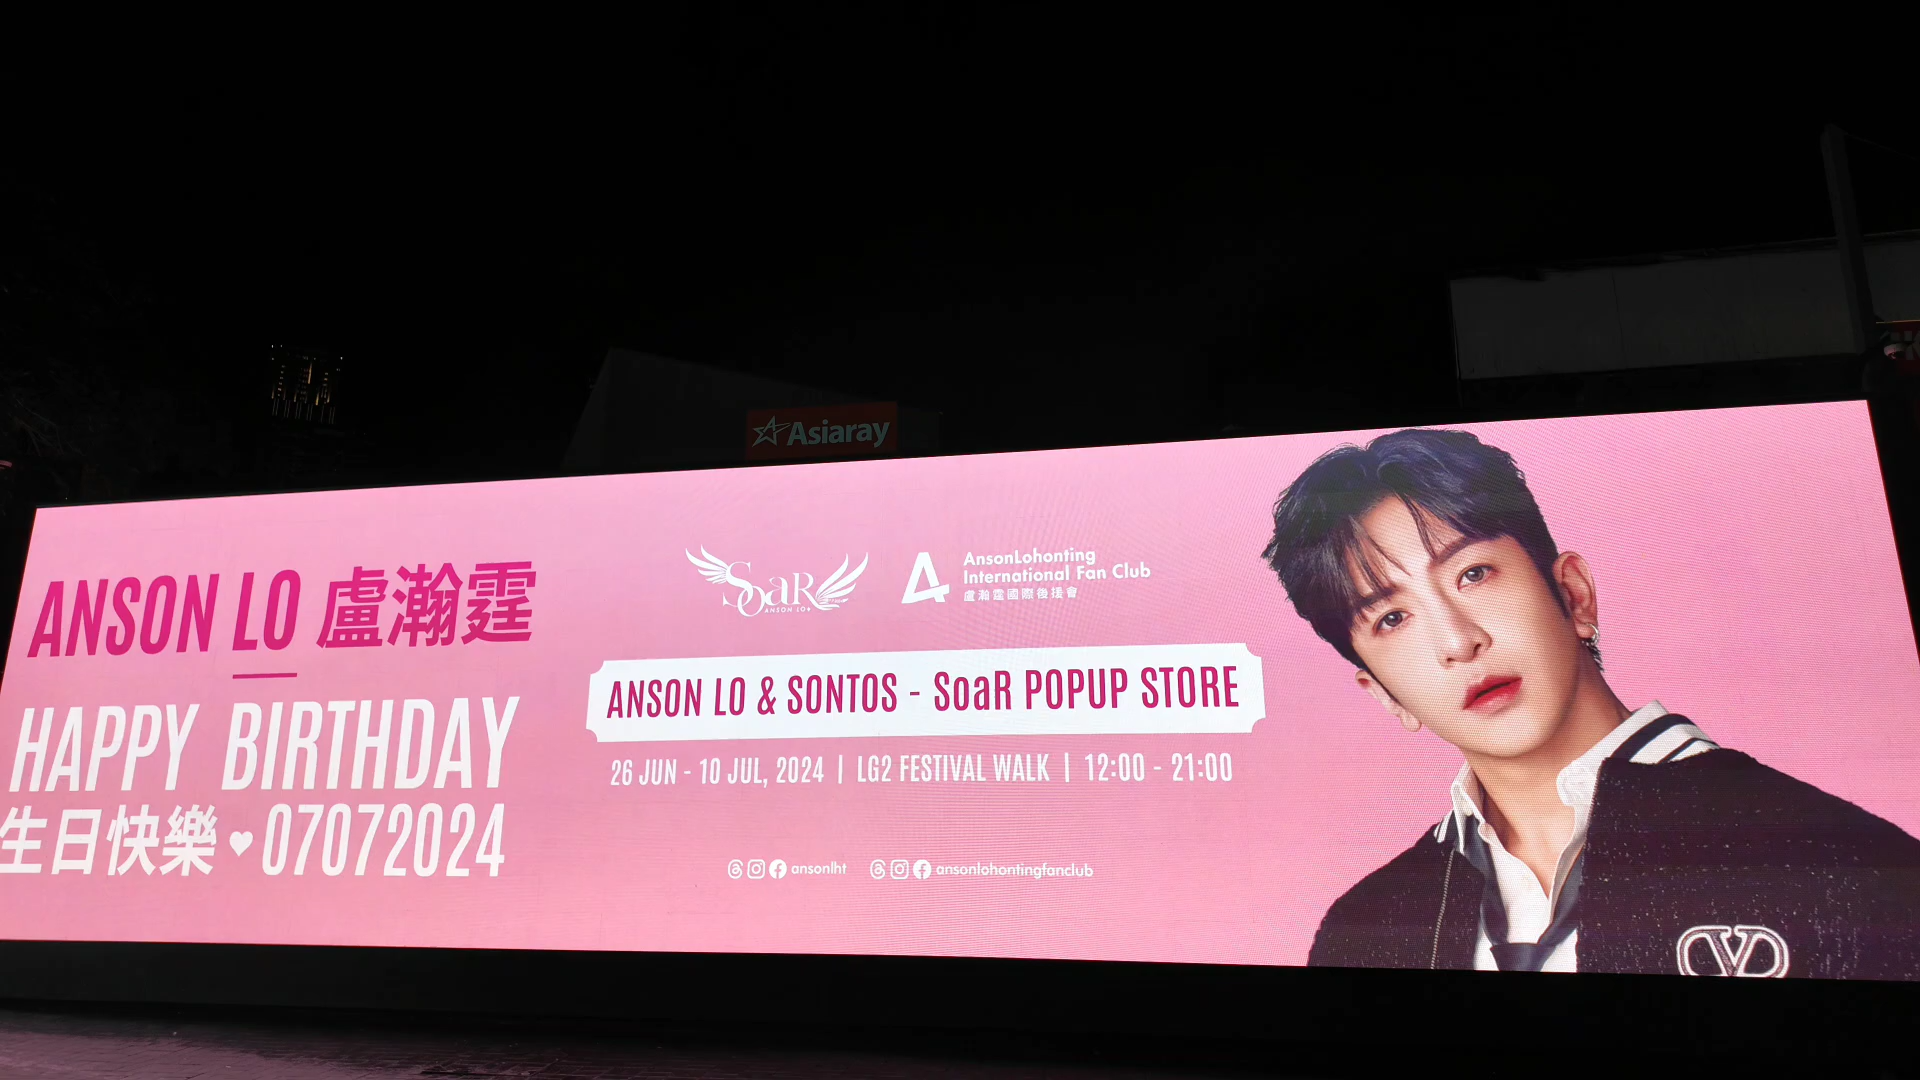 Asiaray
ANSON LO 盧瀚霆
HAPPY BIRTHDAY
生日快樂♥07072024
SoaR
ANSON LO
AnsonLohonting
International Fan Club
盧瀚霆國際後援會
ANSON LO & SONTOS - SoaR POPUP STORE
26 JUN - 10 JUL, 2024 | LG2 FESTIVAL WALK | 12:00 - 21:00
ansonlht ansonlohontingfanclub